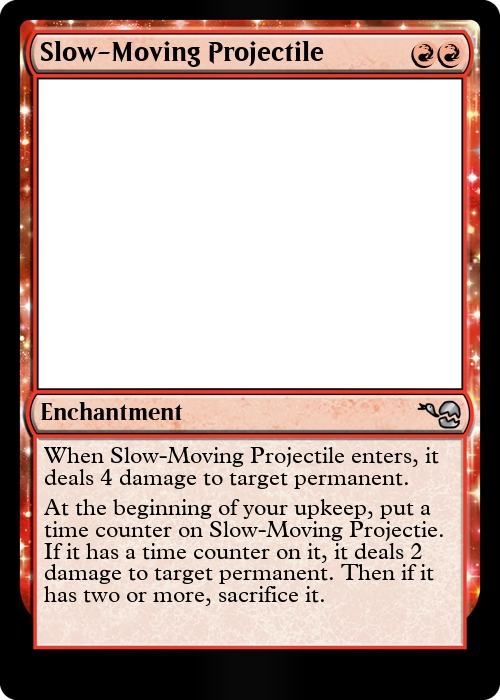 Slow-Moving Projectile
Enchantment
When Slow-Moving Projectile enters, it
deals 4 damage to target permanent.
At the beginning of your upkeep, put a
time counter on Slow-Moving Projectie.
If it has a time counter on it, it deals 2
damage to target permanent. Then if it
has two or more, sacrifice it.